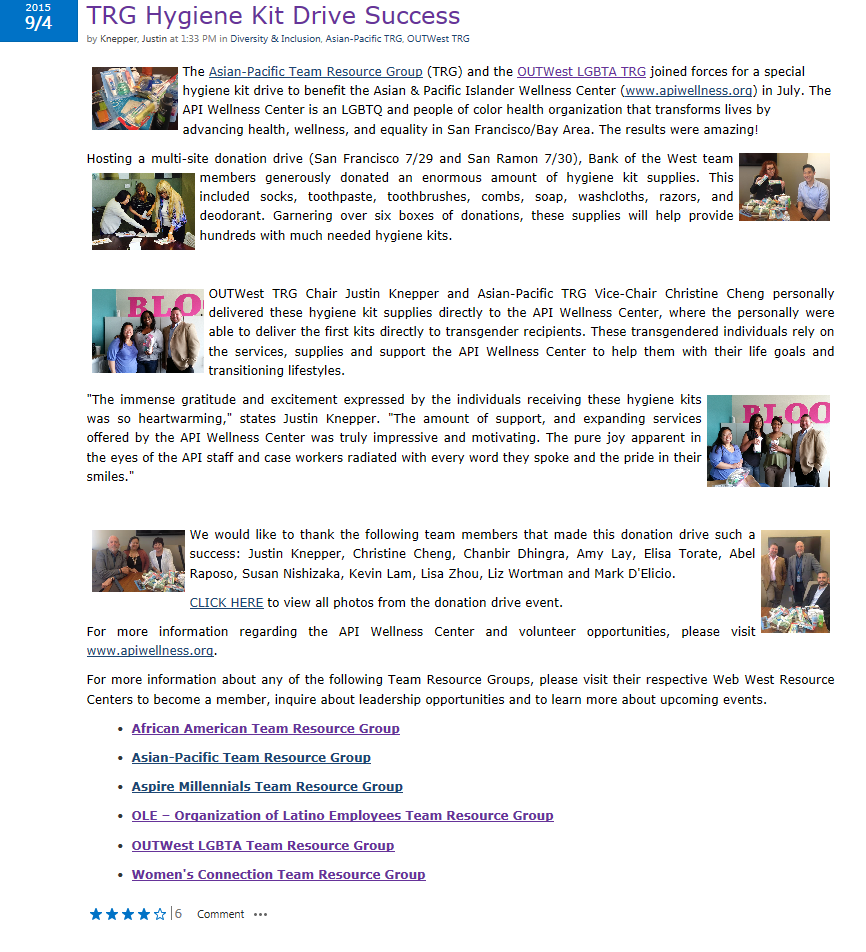 2015
9/4
TRG Hygiene Kit Drive Success
by Knepper, Justin at 1:33 PM in Diversity & Inclusion, Asian-Pacific TRG, OUTWest TRG
The Asian-Pacific Team Resource Group (TRG) and the OUTWest LGBTA TRG joined forces for a special
hygiene kit drive to benefit the Asian & Pacific Islander Wellness Center (www.apiwellness.org) in July. The
API Wellness Center is an LGBTQ and people of color health organization that transforms lives by
advancing health, wellness, and equality in San Francisco/Bay Area. The results were amazing!
Hosting a multi-site donation drive (San Francisco 7/29 and San Ramon 7/30), Bank of the West team
members generously donated an enormous amount of hygiene kit supplies. This
included socks, toothpaste, toothbrushes, combs, soap, washcloths, razors, and
deodorant. Garnering over six boxes of donations, these supplies will help provide
hundreds with much needed hygiene kits.
BLO
OUTWest TRG Chair Justin Knepper and Asian-Pacific TRG Vice-Chair Christine Cheng personally
delivered these hygiene kit supplies directly to the API Wellness Center, where the personally were
able to deliver the first kits directly to transgender recipients. These transgendered individuals rely on
the services, supplies and support the API Wellness Center to help them with their life goals and
transitioning lifestyles.
"The immense gratitude and excitement expressed by the individuals receiving these hygiene kits
was so heartwarming," states Justin Knepper. "The amount of support, and expanding services
offered by the API Wellness Center was truly impressive and motivating. The pure joy apparent in
the eyes of the API staff and case workers radiated with every word they spoke and the pride in their
smiles."
BLOO
We would like to thank the following team members that made this donation drive such a
success: Justin Knepper, Christine Cheng, Chanbir Dhingra, Amy Lay, Elisa Torate, Abel
Raposo, Susan Nishizaka, Kevin Lam, Lisa Zhou, Liz Wortman and Mark D'Elicio.
CLICK HERE to view all photos from the donation drive event.
For more information regarding the API Wellness Center and volunteer opportunities, please visit
www.apiwellness.org.
For more information about any of the following Team Resource Groups, please visit their respective Web West Resource
Centers to become a member, inquire about leadership opportunities and to learn more about upcoming events.
• African American Team Resource Group
• Asian-Pacific Team Resource Group
• Aspire Millennials Team Resource Group
• OLE – Organization of Latino Employees Team Resource Group
• OUTWest LGBTA Team Resource Group
• Women's Connection Team Resource Group
6 Comment •••